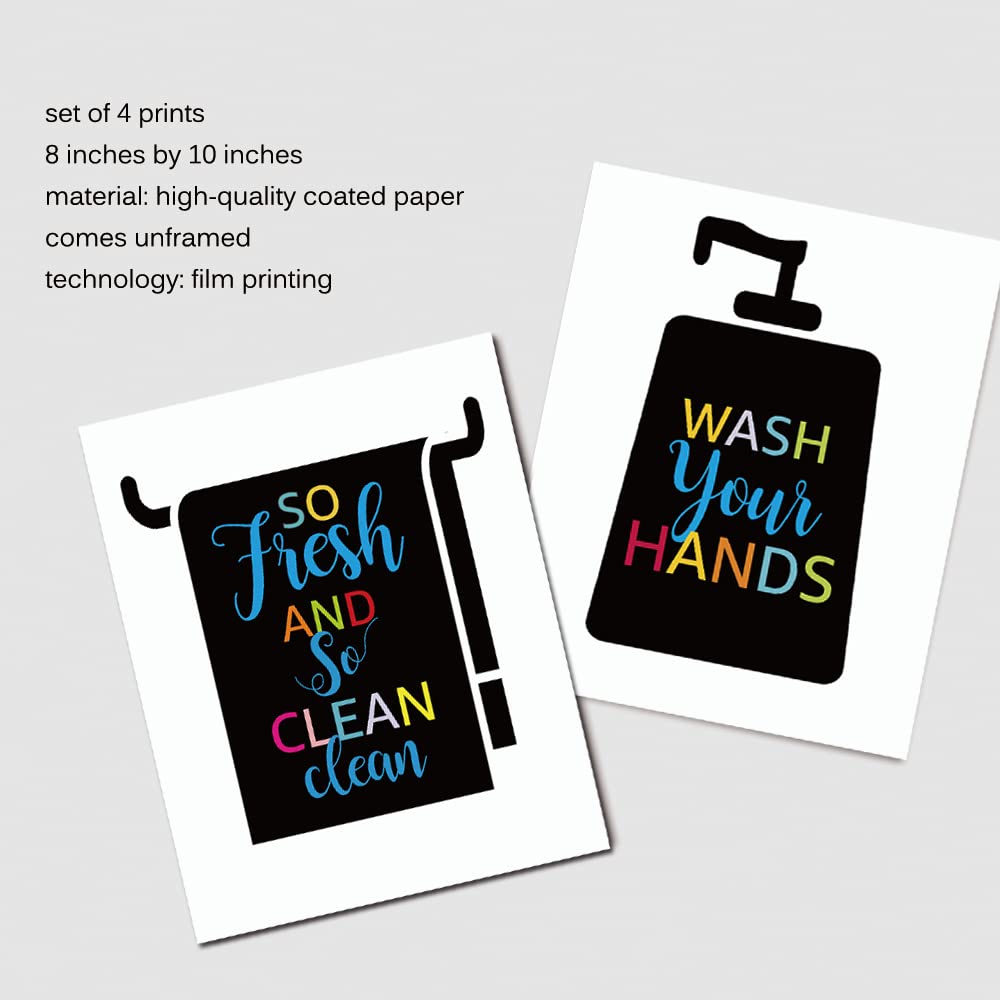 set of 4 prints
8 inches by 10 inches
material: high-quality coated paper
comes unframed
technology: film printing
SO
Fresh
AND
So
CLEAN
clean
WASH
Your
HANDS